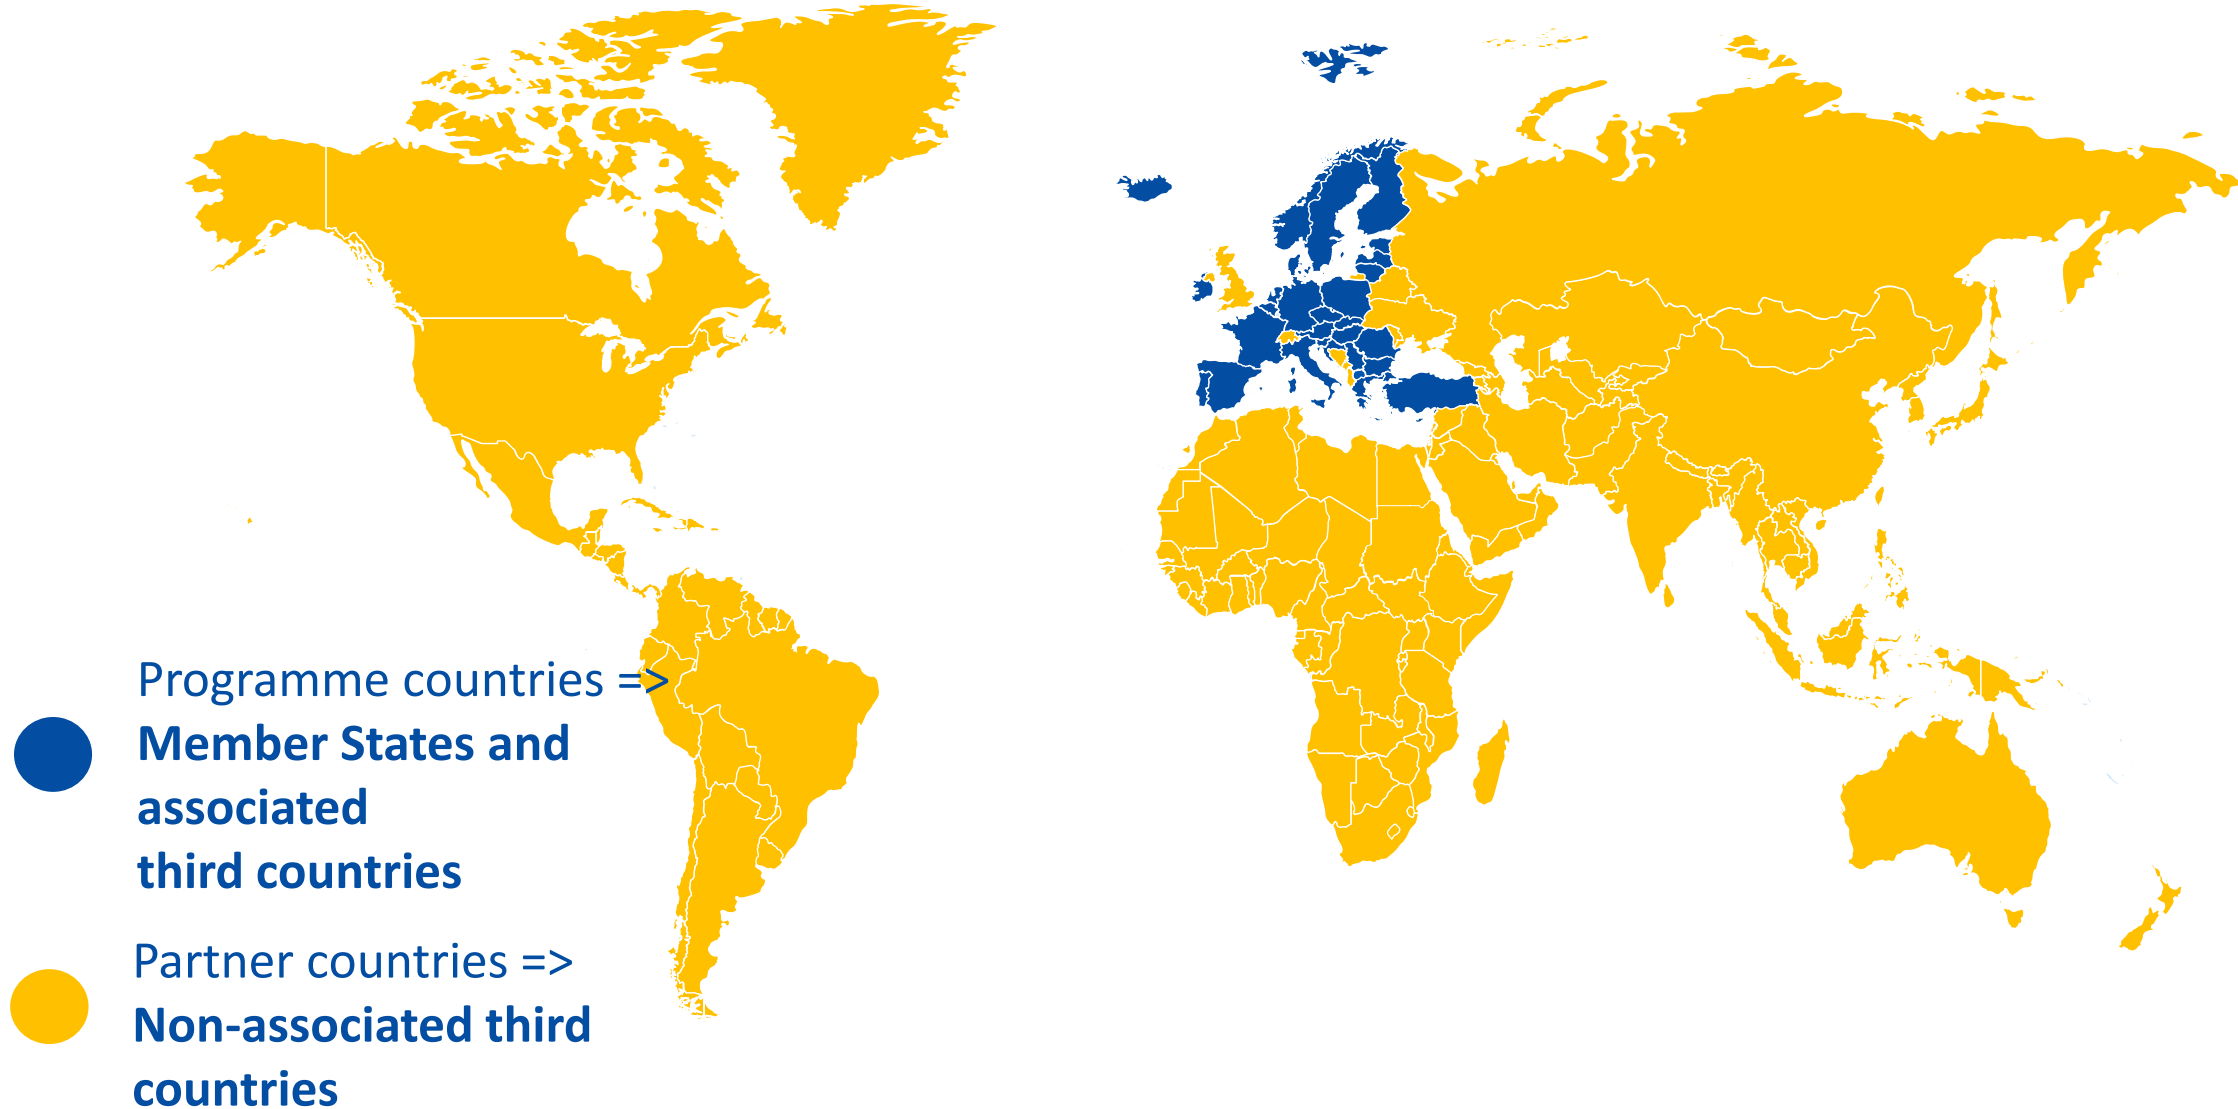 Programme countries =>
Member States and
associated
third countries
Partner countries =>
Non-associated third
countries